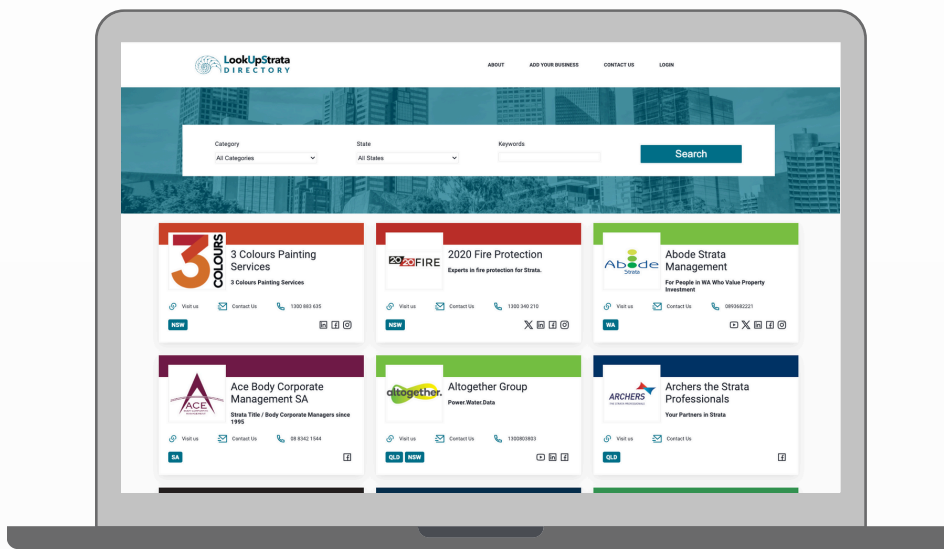 LookUpStrata
DIRECTORY
ABOUT
ADD YOUR BUSINESS
CONTACT US
LOGIN
Category
State
Keywords
All Categories
All States
Search
3 COLOURS
3 Colours Painting
Services
3 Colours Painting Services
Visit us
Contact Us
1300 883 635
NSW
2020FIRE
2020 Fire Protection
Experts in fire protection for Strata.
Visit us
Contact Us
1300 340 210
NSW
Abode
Strata
Abode Strata
Management
For People in WA Who Value Property
Investment
Visit us
Contact Us
0893682221
WA
ACE
Ace Body Corporate
Management SA
Strata Title / Body Corporate Managers since
1995
Visit us
Contact Us
08 8342 1544
SA
altogether.
Altogether Group
Power.Water.Data
Visit us
Contact Us
1300803803
QLD NSW
ARCHERS
Archers the Strata
Professionals
Your Partners in Strata
Visit us
Contact Us
QLD